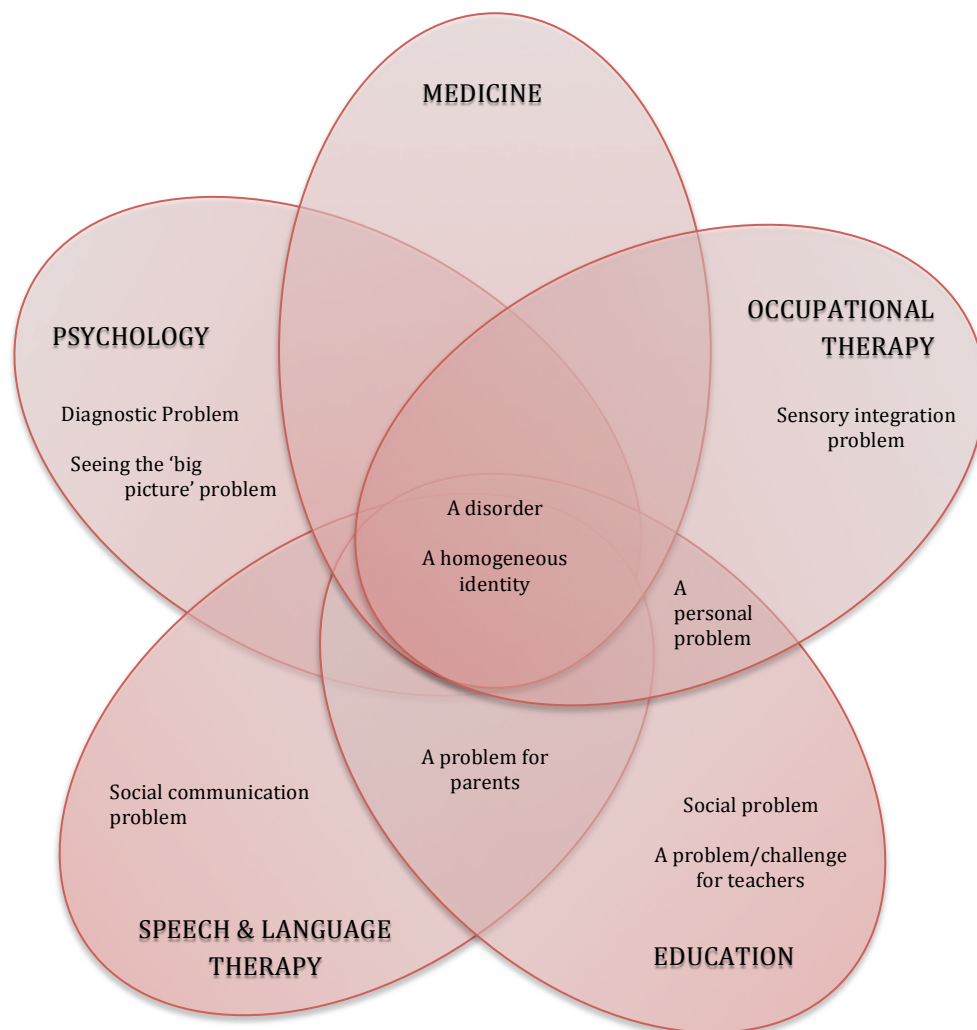 MEDICINE
PSYCHOLOGY
Diagnostic Problem
Seeing the ‘big
picture’ problem
OCCUPATIONAL
THERAPY
Sensory integration
problem
A disorder
A homogeneous
identity
A
personal
problem
A problem for
parents
Social communication
problem
SPEECH & LANGUAGE
THERAPY
Social problem
A problem/challenge
for teachers
EDUCATION